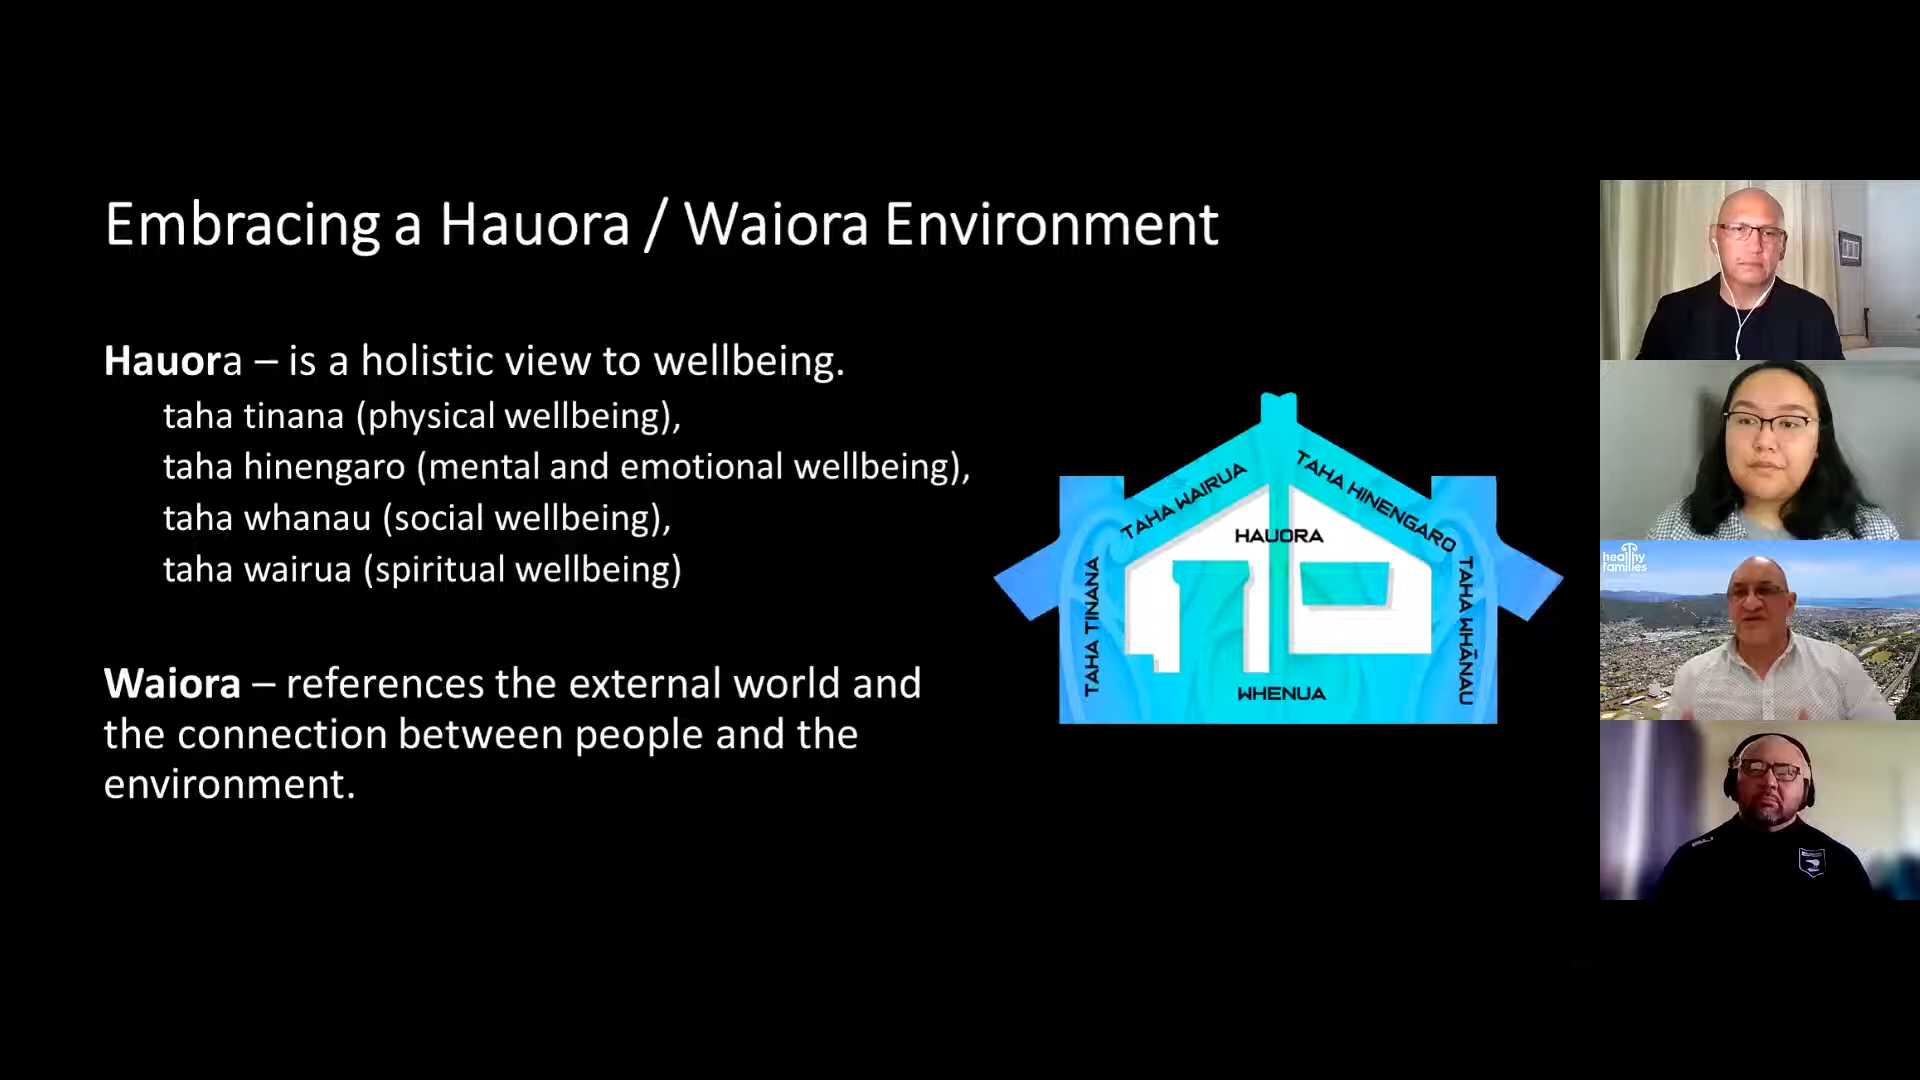 Embracing a Hauora / Waiora Environment
Hauora – is a holistic view to wellbeing.
taha tinana (physical wellbeing),
taha hinengaro (mental and emotional wellbeing),
taha whanau (social wellbeing),
taha wairua (spiritual wellbeing)
Waiora – references the external world and
the connection between people and the
environment.
TAHA WAIRUA
TAHA HINENGARO
HAUORA
TAHA TINANA
TAHA WHĀNAU
WHENUA
healthy
families